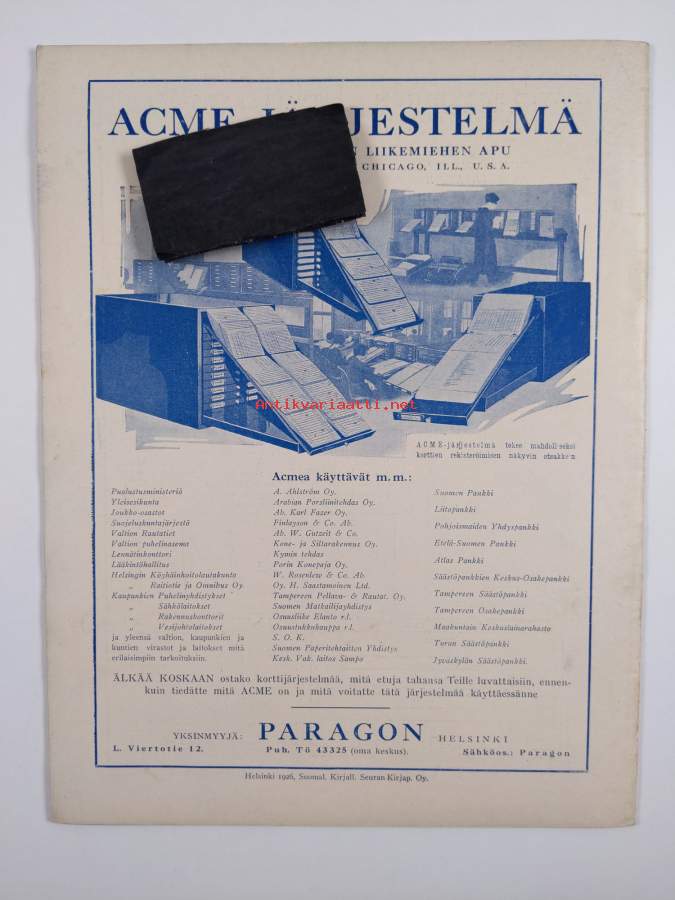 ACME JÄRJESTELMÄ
LIIKEMIEHEN APU
CHICAGO, ILL., U.S.A.
Antikvariaatti.net
ACME-järjestelmä tekee mahdolliseksi
korttien rekisteröimisen näkyvin otsakkein
Acmea käyttävät m.m.:
Puolustusministeriö
Yleisesikunta
Joukko-osastot
Suojeluskuntajärjestö
Valtion Rautatiet
Valtion puhelinasema
Lennätinkonttori
Lääkintähallitus
Helsingin Köyhäinhoitolautakunta
„ Raitiotie ja Omnibus Oy.
Kaupunkien Puhelinyhdistykset
„ Sähkölaitokset
„ Rakennuskonttorit
„ Vesijohtolaitokset
ja yleensä valtion, kaupunkien ja
kuntien virastot ja laitokset mitä
erilaisimpiin tarkoituksiin.
A. Ahlström Oy.
Arabian Porsliinitehdas Oy.
Ab. Karl Fazer Oy.
Finlayson & Co. Ab.
Ab. W. Gutzeit & Co.
Kone- ja Siltarakennus Oy.
Kymin tehdas
Porin Konepaja Oy.
W. Rosenlew & Co. Ab.
Oy. H. Saastamoinen Ltd.
Tampereen Pellava- & Rautat. Oy.
Suomen Matkailijayhdistys
Osuusliike Elanto r.l.
Osuustukkukauppa r.l.
S. O. K.
Suomen Paperitehtaitten Yhdistys
Kesk. Vak. laitos Sampo
Suomen Pankki
Liitopankki
Pohjoismaiden Yhdyspankki
Etelä-Suomen Pankki
Atlas Pankki
Säästöpankkien Keskus-Osakepankki
Tampereen Säästöpankki
Tampereen Osakepankki
Maakuntain Keskuslainarahasto
Turun Säästöpankki
Jyväskylän Säästöpankki.
ÄLKÄÄ KOSKAAN ostako korttijärjestelmää, mitä etuja tahansa Teille luvattaisiin, ennen-
kuin tiedätte mitä ACME on ja mitä voitatte tätä järjestelmää käyttäessänne
YKSINMYYJÄ: PARAGON HELSINKI
L. Viertotie 12. Puh. Tö 43325 (oma keskus). Sähköos.: Paragon
Helsinki 1926, Suomal. Kirjall. Seuran Kirjap. Oy.